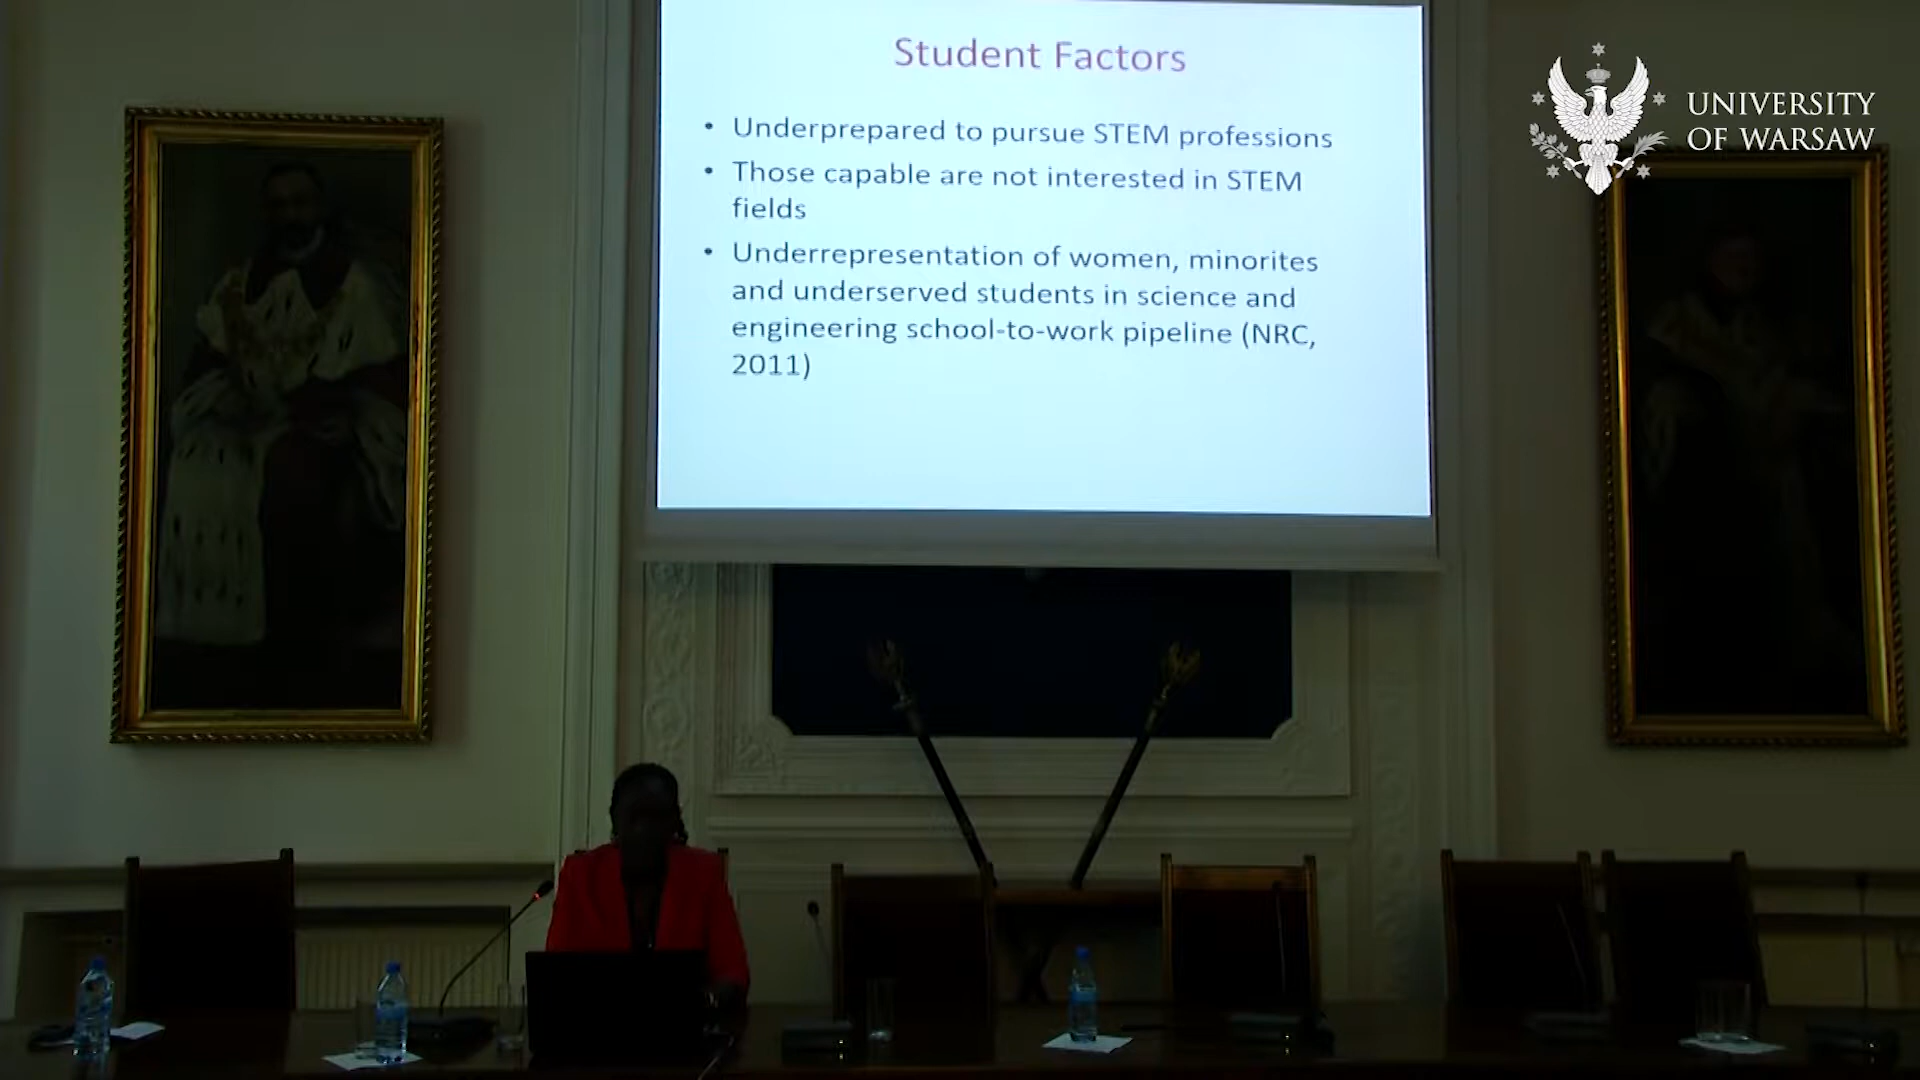 Student Factors
• Underprepared to pursue STEM professions
• Those capable are not interested in STEM
fields
• Underrepresentation of women, minorites
and underserved students in science and
engineering school-to-work pipeline (NRC,
2011)
UNIVERSITY
OF WARSAW